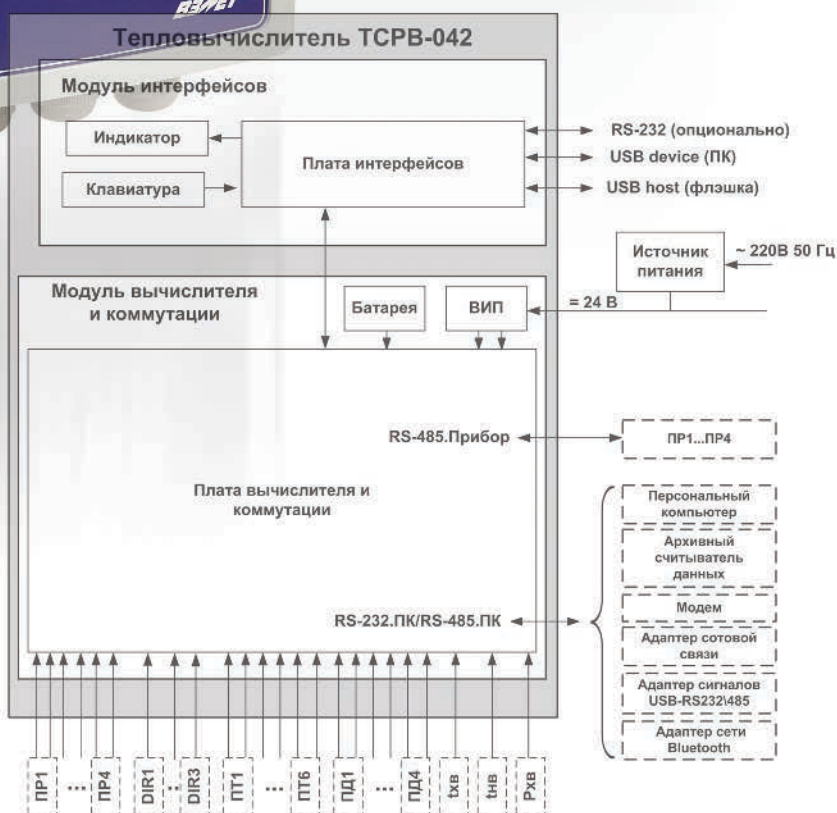 ВЗЛЕТ
Тепловычислитель ТСРВ-042
Модуль интерфейсов
Индикатор
Клавиатура
Плата интерфейсов
RS-232 (опционально)
USB device (ПК)
USB host (флэшка)
Источник
питания
~ 220В 50 Гц
= 24 В
Модуль вычислителя
и коммутации
Батарея
ВИП
RS-485.Прибор
ПР1...ПР4
Плата вычислителя и
коммутации
RS-232.ПК/RS-485.ПК
Персональный
компьютер
Архивный
считыватель
данных
Модем
Адаптер сотовой
связи
Адаптер сигналов
USB-RS232\485
Адаптер сети
Bluetooth
ПР1
...
ПР4
DIR1
...
DIR3
ПТ1
...
ПТ6
ПД1
...
ПД4
tхв
tнв
Рхв